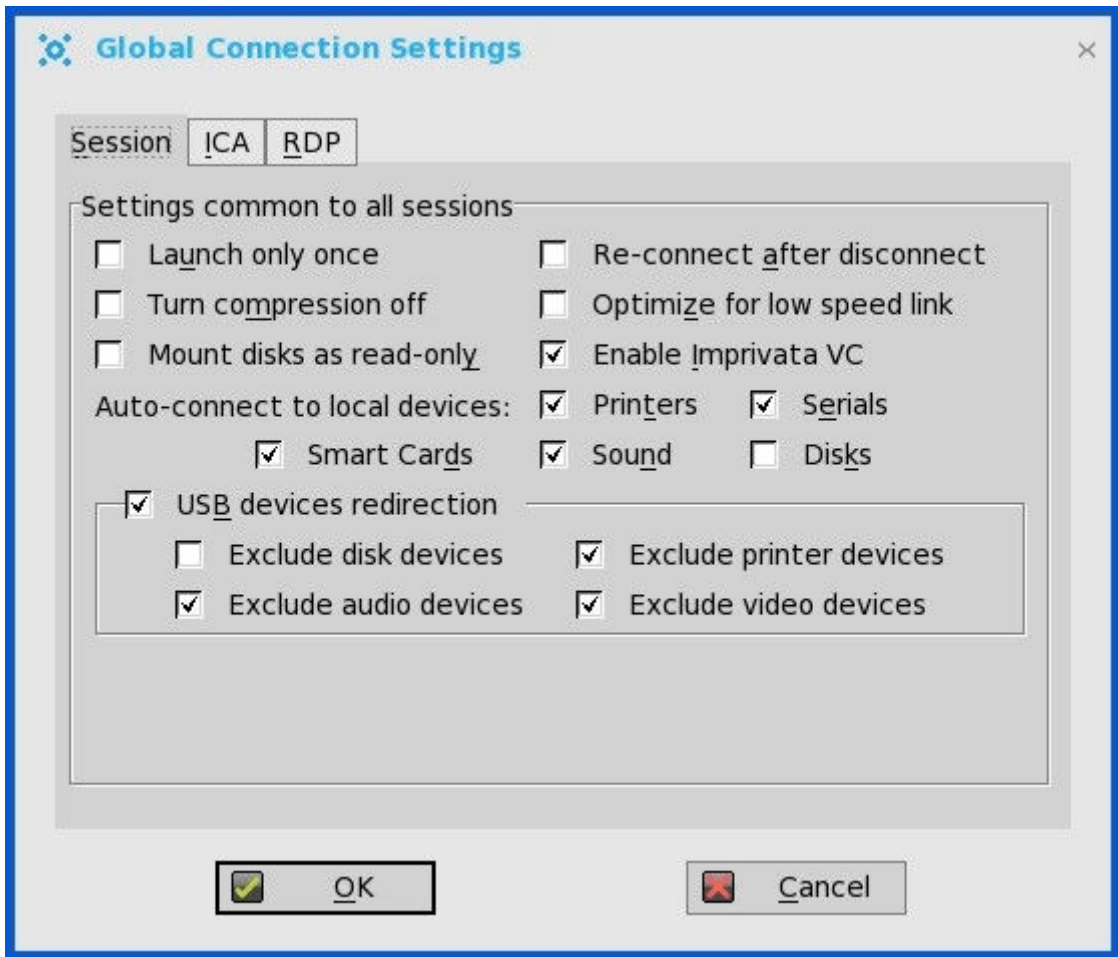 Global Connection Settings
Session ICA RDP
Settings common to all sessions
Launch only once Re-connect after disconnect
Turn compression off Optimize for low speed link
Mount disks as read-only Enable Imprivata VC
Auto-connect to local devices: Printers Serials
Smart Cards Sound Disks
USB devices redirection
Exclude disk devices Exclude printer devices
Exclude audio devices Exclude video devices
OK Cancel